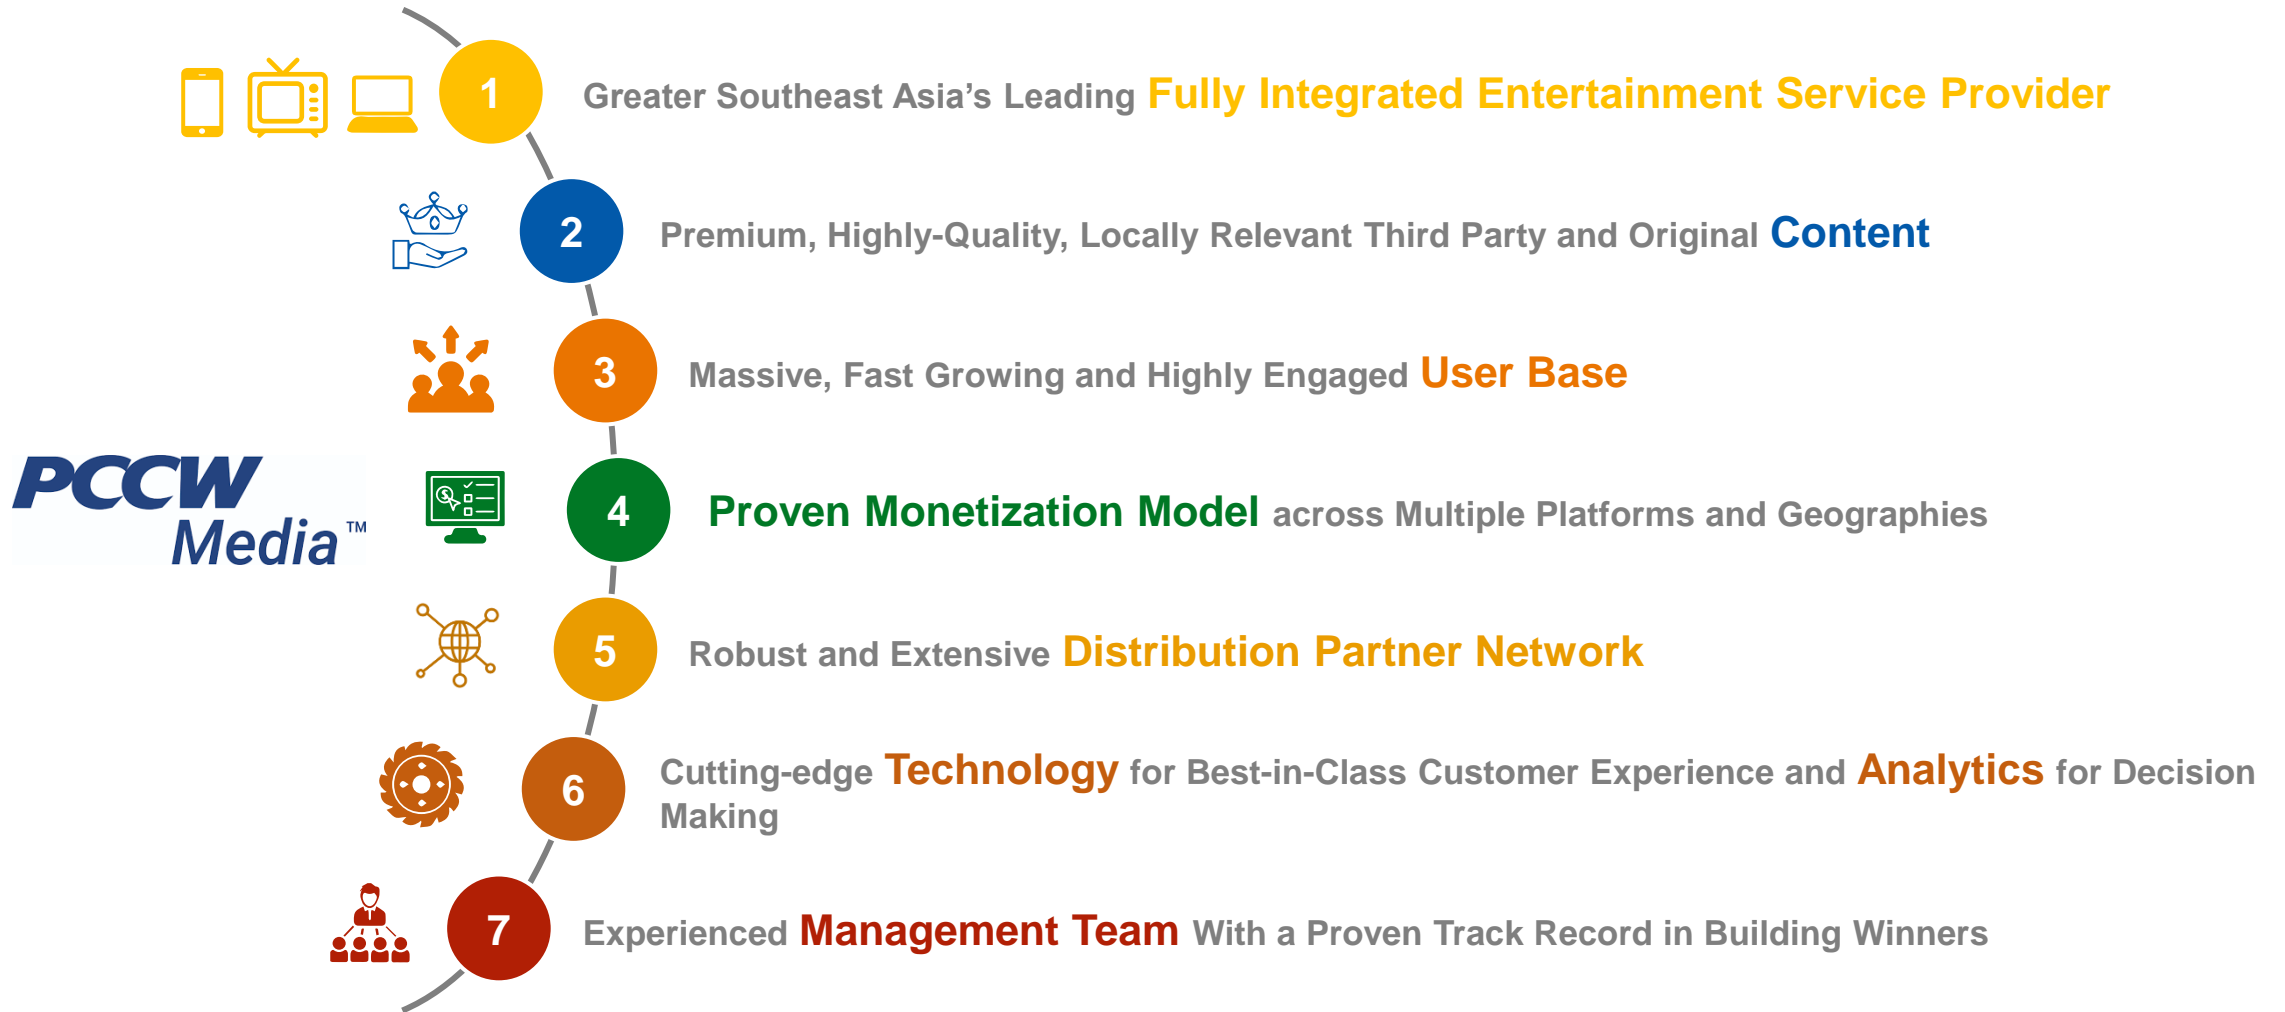 1
Greater Southeast Asia’s Leading Fully Integrated Entertainment Service Provider
2
Premium, Highly-Quality, Locally Relevant Third Party and Original Content
3
Massive, Fast Growing and Highly Engaged User Base
PCCW
Media™
$
4
Proven Monetization Model across Multiple Platforms and Geographies
5
Robust and Extensive Distribution Partner Network
6
Cutting-edge Technology for Best-in-Class Customer Experience and Analytics for Decision
Making
7
Experienced Management Team With a Proven Track Record in Building Winners